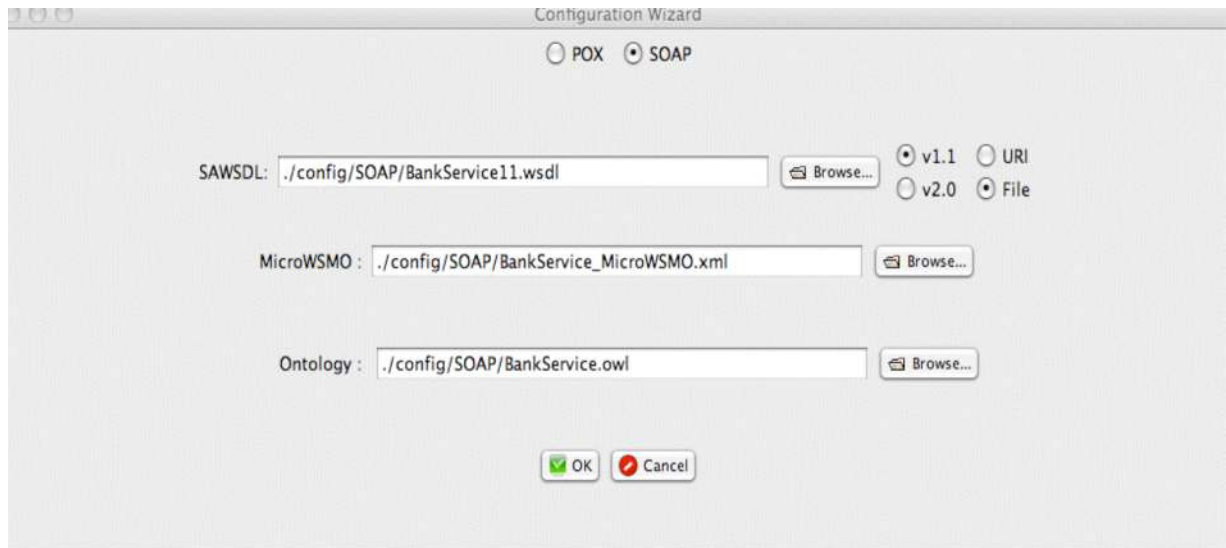 Configuration Wizard
POX SOAP
SAWSDL: ./config/SOAP/BankService11.wsdl Browse... v1.1 URI
v2.0 File
MicroWSMO : ./config/SOAP/BankService_MicroWSMO.xml Browse...
Ontology : ./config/SOAP/BankService.owl Browse...
OK Cancel